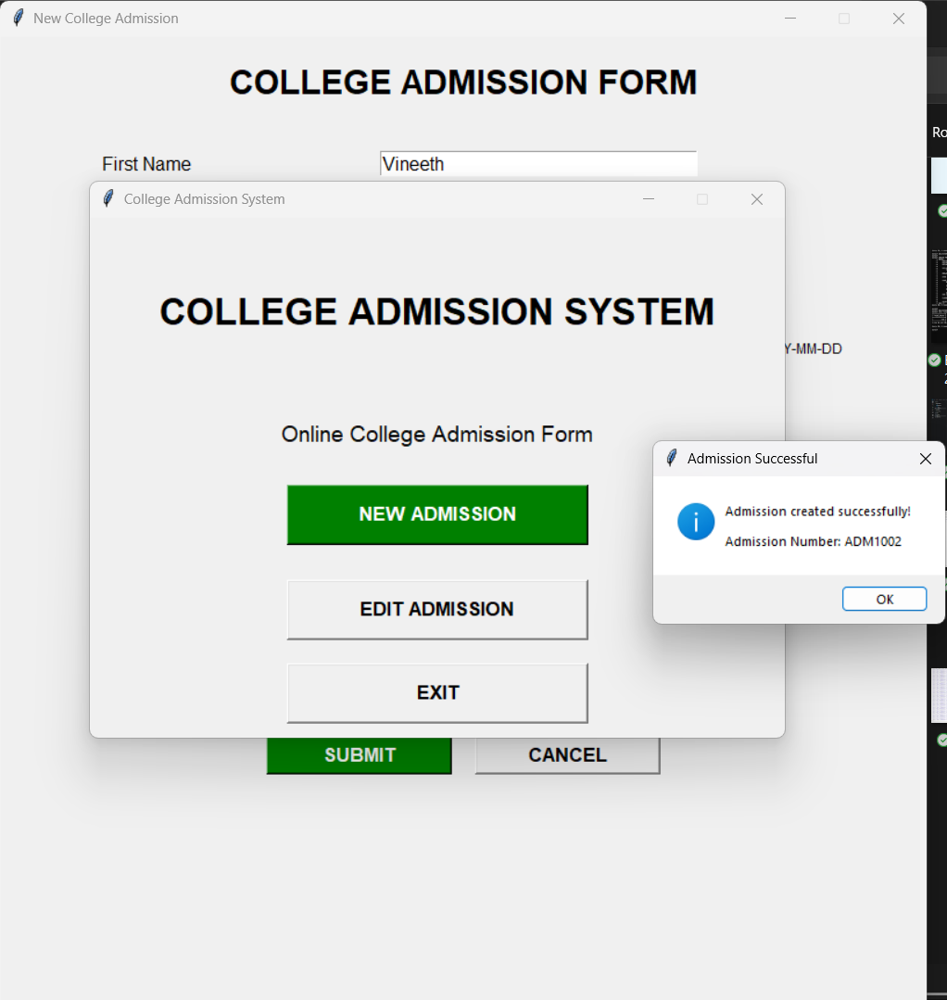 New College Admission
COLLEGE ADMISSION FORM
First Name
Vineeth
College Admission System
COLLEGE ADMISSION SYSTEM
Y-MM-DD
Online College Admission Form
NEW ADMISSION
EDIT ADMISSION
EXIT
Admission Successful
Admission created successfully!
Admission Number: ADM1002
OK
SUBMIT
CANCEL
Ro